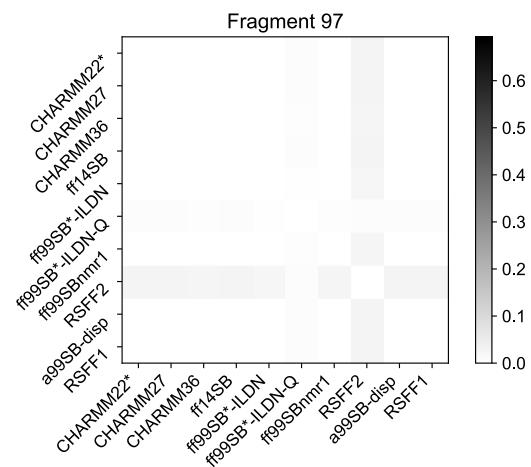 Fragment 97
CHARMM22*
CHARMM27
CHARMM36
ff14SB
ff99SB*-ILDN
ff99SB*-ILDN-Q
ff99SBnmr1
RSFF2
a99SB-disp
RSFF1
CHARMM22*
CHARMM27
CHARMM36
ff14SB
ff99SB*-ILDN
ff99SB*-ILDN-Q
ff99SBnmr1
RSFF2
a99SB-disp
RSFF1
0.6
0.5
0.4
0.3
0.2
0.1
0.0